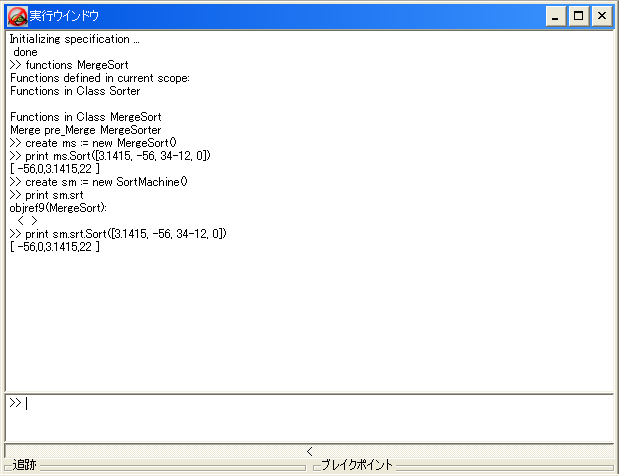 実行ウインドウ
Initializing specification ...
done
>> functions MergeSort
Functions defined in current scope:
Functions in Class Sorter
Functions in Class MergeSort
Merge pre_Merge MergeSorter
>> create ms := new MergeSort()
>> print ms.Sort([3.1415, -56, 34-12, 0])
[ -56,0,3.1415,22 ]
>> create sm := new SortMachine()
>> print sm.srt
objref9(MergeSort):
< >
>> print sm.srt.Sort([3.1415, -56, 34-12, 0])
[ -56,0,3.1415,22 ]
>>
<
追跡
ブレイクポイント